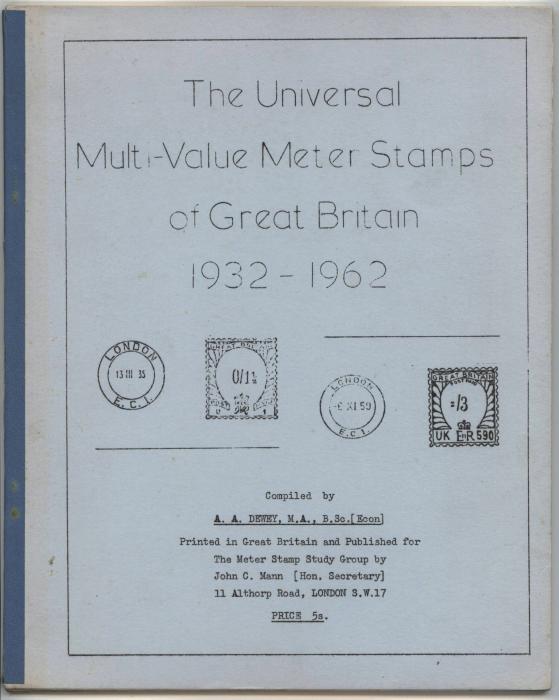 The Universal
Multi-Value Meter Stamps
of Great Britain
1932 - 1962
LONDON
13 III 35
E.C.1.
GREAT BRITAIN
0/1½
LONDON
-6 XI 59
E.C.1.
GREAT BRITAIN
POSTAGE
=/3
UK EIIR 590
Compiled by
A. A. DEWEY, M.A., B.Sc.[Econ]
Printed in Great Britain and Published for
The Meter Stamp Study Group by
John C. Mann [Hon. Secretary]
11 Althorp Road, LONDON S.W.17
PRICE 5s.